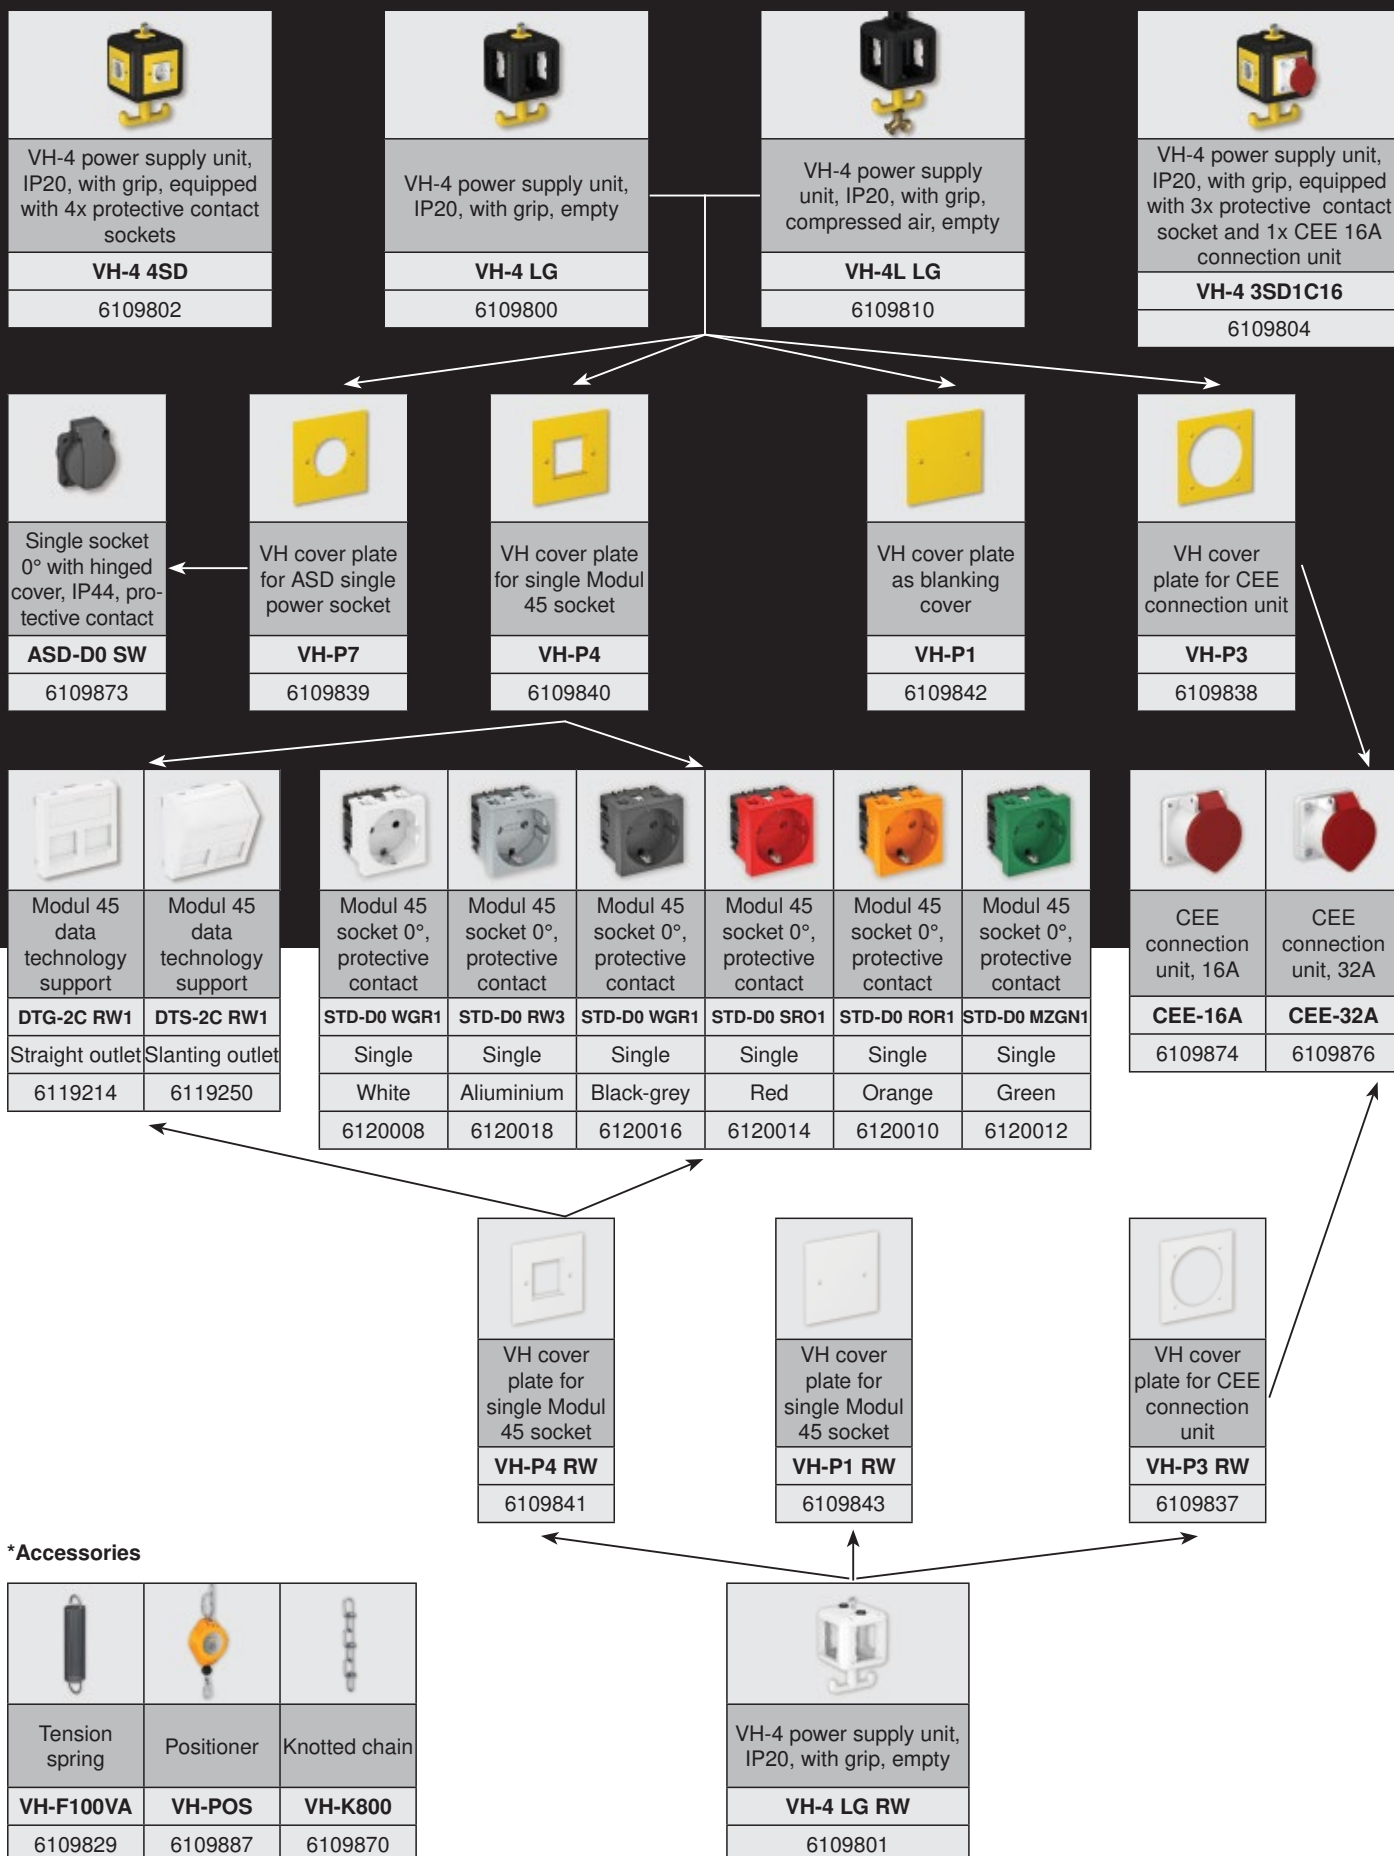 VH-4 power supply unit,
IP20, with grip, equipped
with 4x protective contact
sockets
VH-4 4SD
6109802
VH-4 power supply unit,
IP20, with grip, empty
VH-4 LG
6109800
VH-4 power supply
unit, IP20, with grip,
compressed air, empty
VH-4L LG
6109810
VH-4 power supply unit,
IP20, with grip, equipped
with 3x protective contact
socket and 1x CEE 16A
connection unit
VH-4 3SD1C16
6109804
Single socket
0° with hinged
cover, IP44, pro-
tective contact
ASD-D0 SW
6109873
VH cover plate
for ASD single
power socket
VH-P7
6109839
VH cover plate
for single Modul
45 socket
VH-P4
6109840
VH cover plate
as blanking
cover
VH-P1
6109842
VH cover
plate for CEE
connection unit
VH-P3
6109838
Modul 45
data
technology
support
DTG-2C RW1
Straight outlet
6119214
Modul 45
data
technology
support
DTS-2C RW1
Slanting outlet
6119250
Modul 45
socket 0°,
protective
contact
STD-D0 WGR1
Single
White
6120008
Modul 45
socket 0°,
protective
contact
STD-D0 RW3
Single
Aliuminium
6120018
Modul 45
socket 0°,
protective
contact
STD-D0 WGR1
Single
Black-grey
6120016
Modul 45
socket 0°,
protective
contact
STD-D0 SRO1
Single
Red
6120014
Modul 45
socket 0°,
protective
contact
STD-D0 ROR1
Single
Orange
6120010
Modul 45
socket 0°,
protective
contact
STD-D0 MZGN1
Single
Green
6120012
CEE
connection
unit, 16A
CEE-16A
6109874
CEE
connection
unit, 32A
CEE-32A
6109876
VH cover
plate for
single Modul
45 socket
VH-P4 RW
6109841
VH cover
plate for
single Modul
45 socket
VH-P1 RW
6109843
VH cover
plate for CEE
connection
unit
VH-P3 RW
6109837
*Accessories
Tension
spring
VH-F100VA
6109829
Positioner
VH-POS
6109887
Knotted chain
VH-K800
6109870
VH-4 power supply unit,
IP20, with grip, empty
VH-4 LG RW
6109801